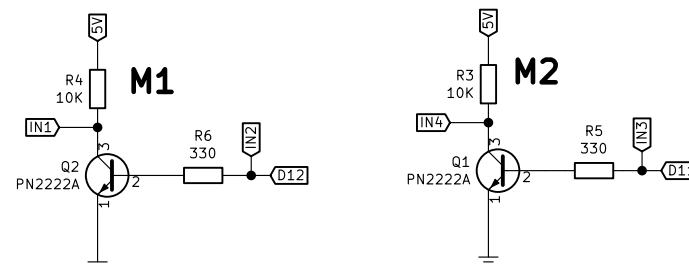 5V
R4
10K
M1
IN1
3
R6
330
IN2
Q2
PN2222A
2
D12
1
5V
R3
10K
M2
IN4
3
R5
330
IN3
Q1
PN2222A
2
1